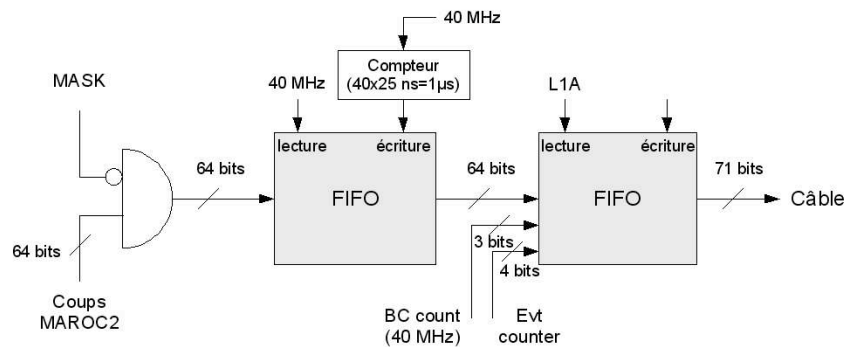 40 MHz
MASK
40 MHz
Compteur
(40x25 ns=1µs)
L1A
lecture
écriture
lecture
écriture
64 bits
FIFO
64 bits
FIFO
71 bits
Câble
64 bits
3 bits
4 bits
Coups
MAROC2
BC count
(40 MHz)
Evt
counter